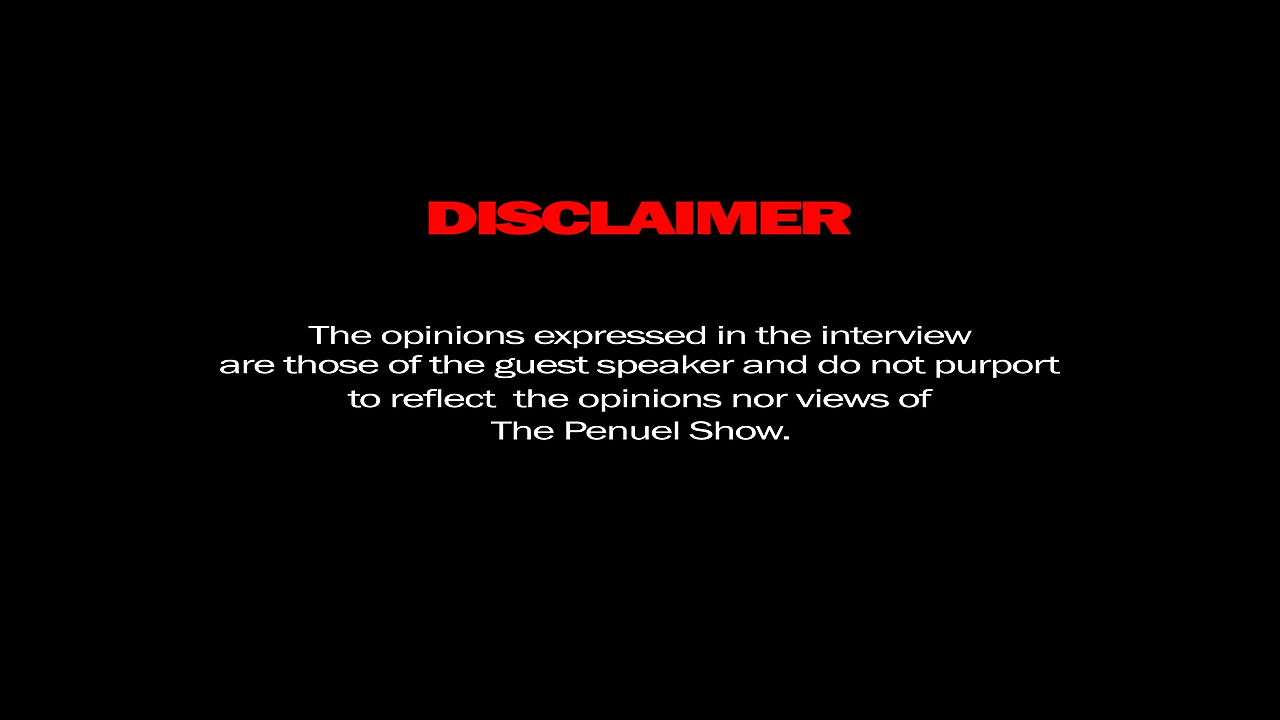 DISCLAIMER
The opinions expressed in the interview
are those of the guest speaker and do not purport
to reflect  the opinions nor views of
The Penuel Show.